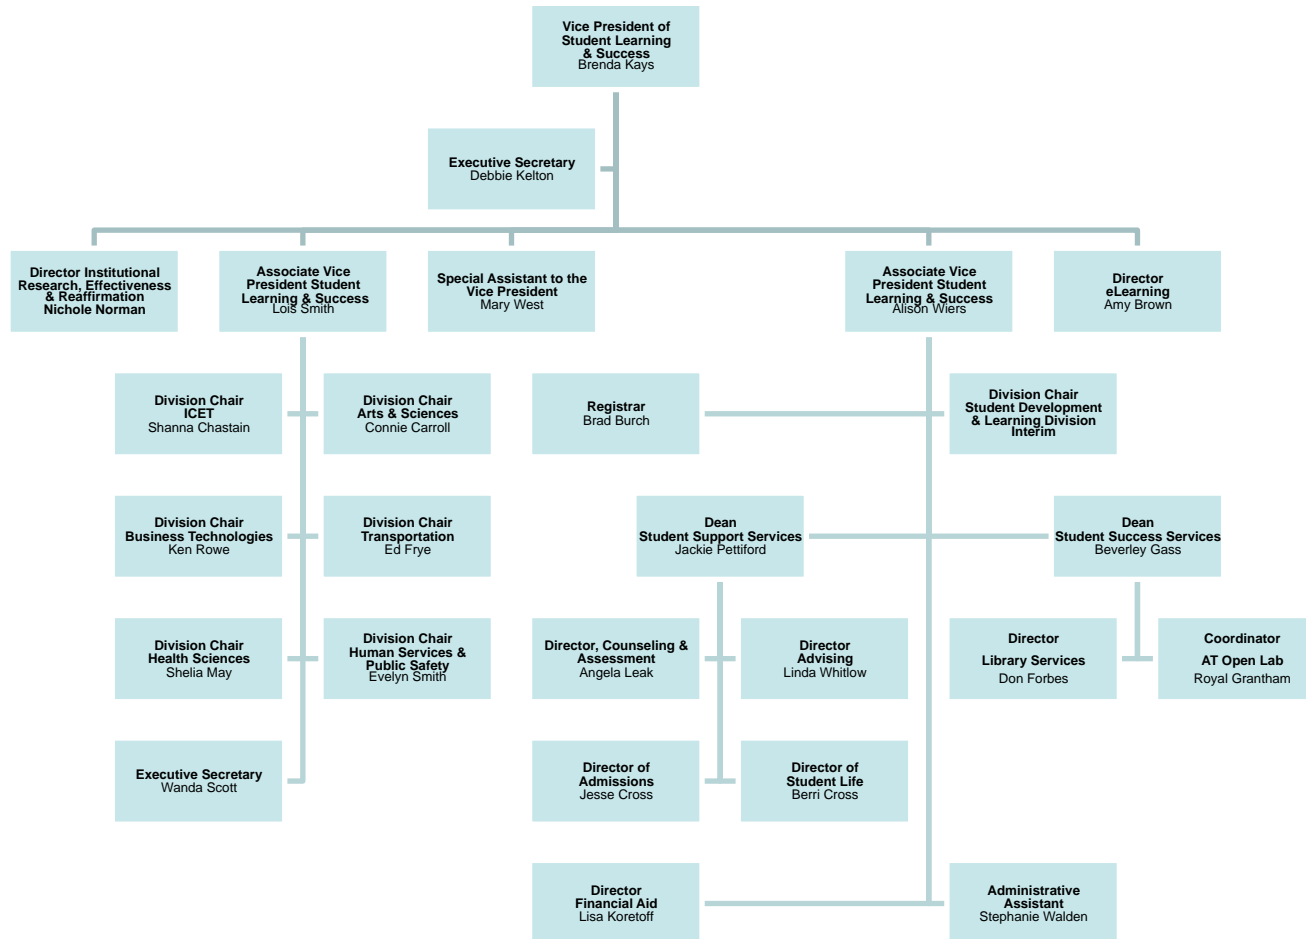 Vice President of
Student Learning
& Success
Brenda Kays
Executive Secretary
Debbie Kelton
Director Institutional
Research, Effectiveness
& Reaffirmation
Nichole Norman
Associate Vice
President Student
Learning & Success
Lois Smith
Special Assistant to the
Vice President
Mary West
Associate Vice
President Student
Learning & Success
Alison Wiers
Director
eLearning
Amy Brown
Division Chair
ICET
Shanna Chastain
Division Chair
Arts & Sciences
Connie Carroll
Registrar
Brad Burch
Division Chair
Student Development
& Learning Division
Interim
Division Chair
Business Technologies
Ken Rowe
Division Chair
Transportation
Ed Frye
Dean
Student Support Services
Jackie Pettiford
Dean
Student Success Services
Beverley Gass
Division Chair
Health Sciences
Shelia May
Division Chair
Human Services &
Public Safety
Evelyn Smith
Director, Counseling &
Assessment
Angela Leak
Director
Advising
Linda Whitlow
Director
Library Services
Don Forbes
Coordinator
AT Open Lab
Royal Grantham
Executive Secretary
Wanda Scott
Director of
Admissions
Jesse Cross
Director of
Student Life
Berri Cross
Director
Financial Aid
Lisa Koretoff
Administrative
Assistant
Stephanie Walden